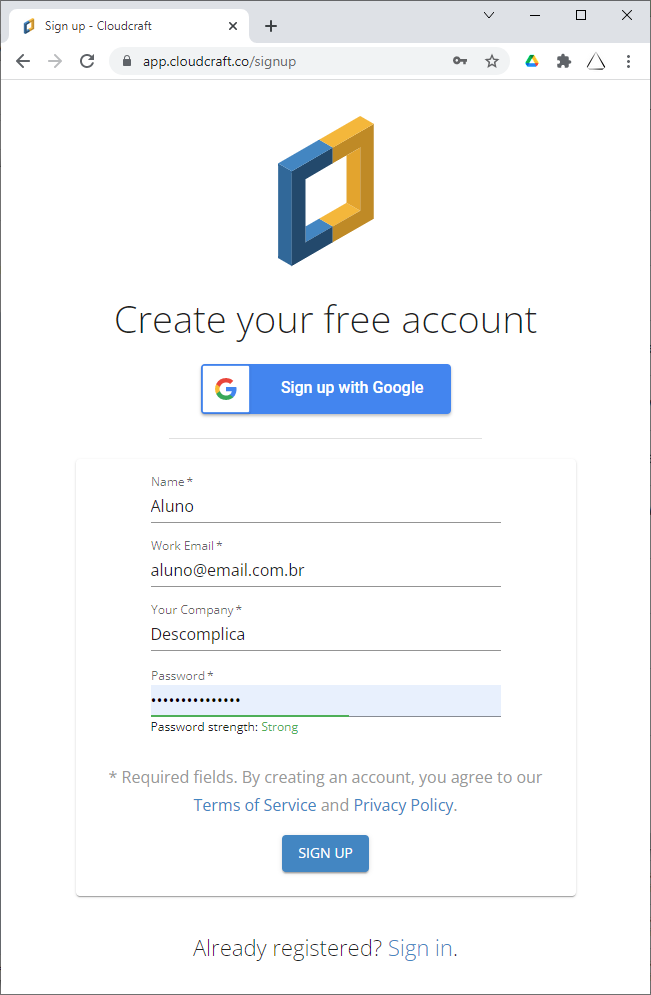 Sign up - Cloudcraft
app.cloudcraft.co/signup
Create your free account
Sign up with Google
Name *
Aluno
Work Email *
aluno@email.com.br
Your Company *
Descomplica
Password *
•••••••••••••••
Password strength: Strong
* Required fields. By creating an account, you agree to our
Terms of Service and Privacy Policy.
SIGN UP
Already registered? Sign in.